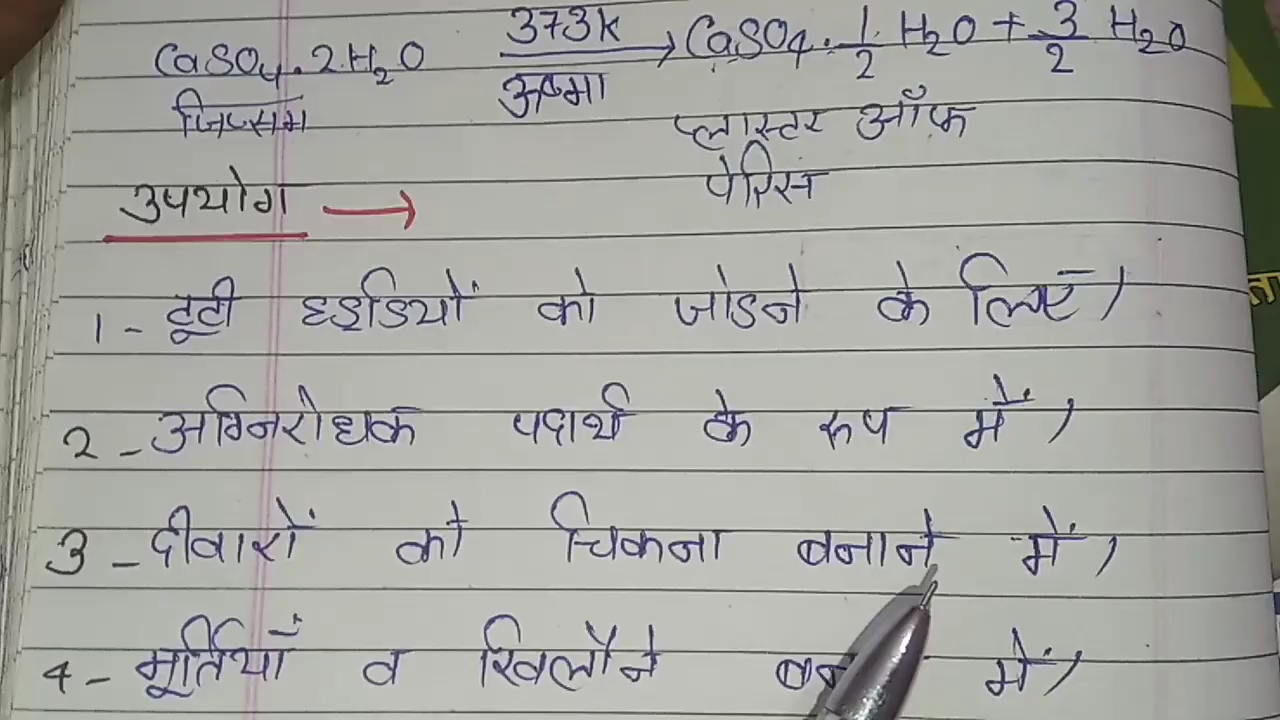 CaSO₄.2H₂O 373K CaSO₄.1/2 H₂O + 3/2 H₂O
जिप्सम ऊष्मा प्लास्टर ऑफ
पेरिस
उपयोग →
1- टूटी हड्डियों को जोडने के लिए।
2- अग्निरोधक पदार्थ के रुप में।
3- दीवारों को चिकना बनाने में।
4- मूर्तियाँ व खिलौने में।